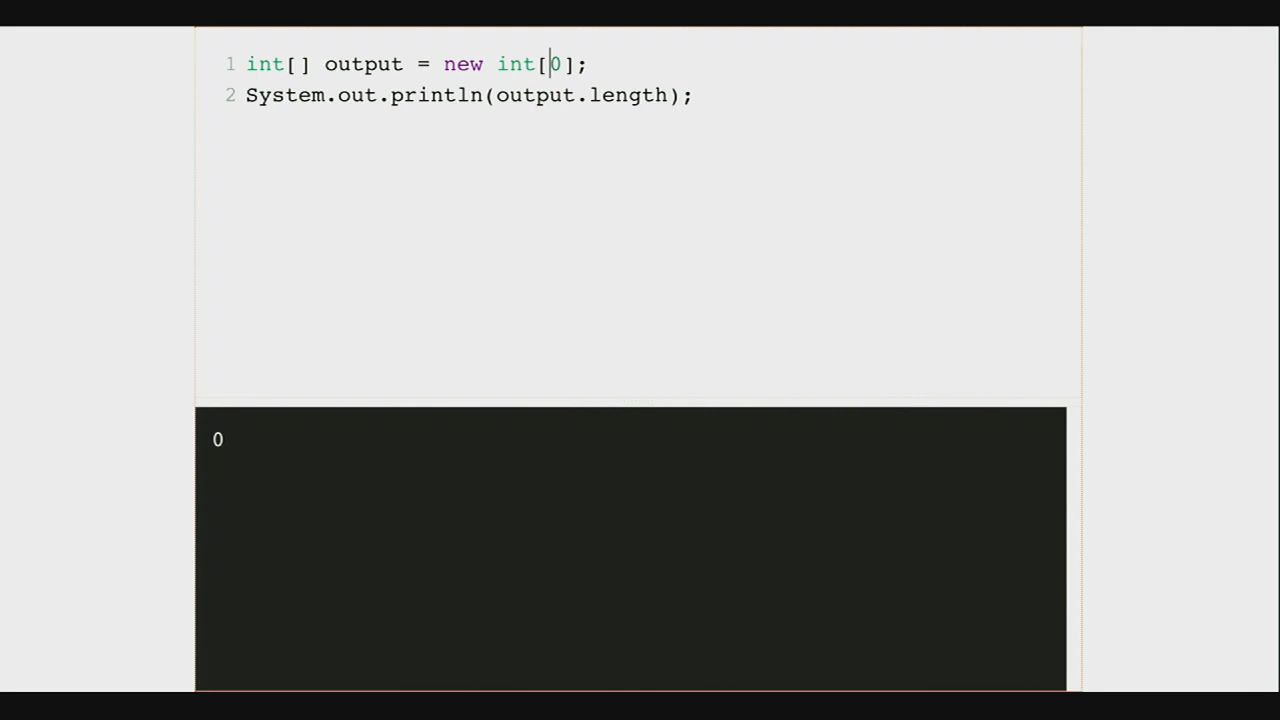 1 int[] output = new int[0];
2 System.out.println(output.length);
0